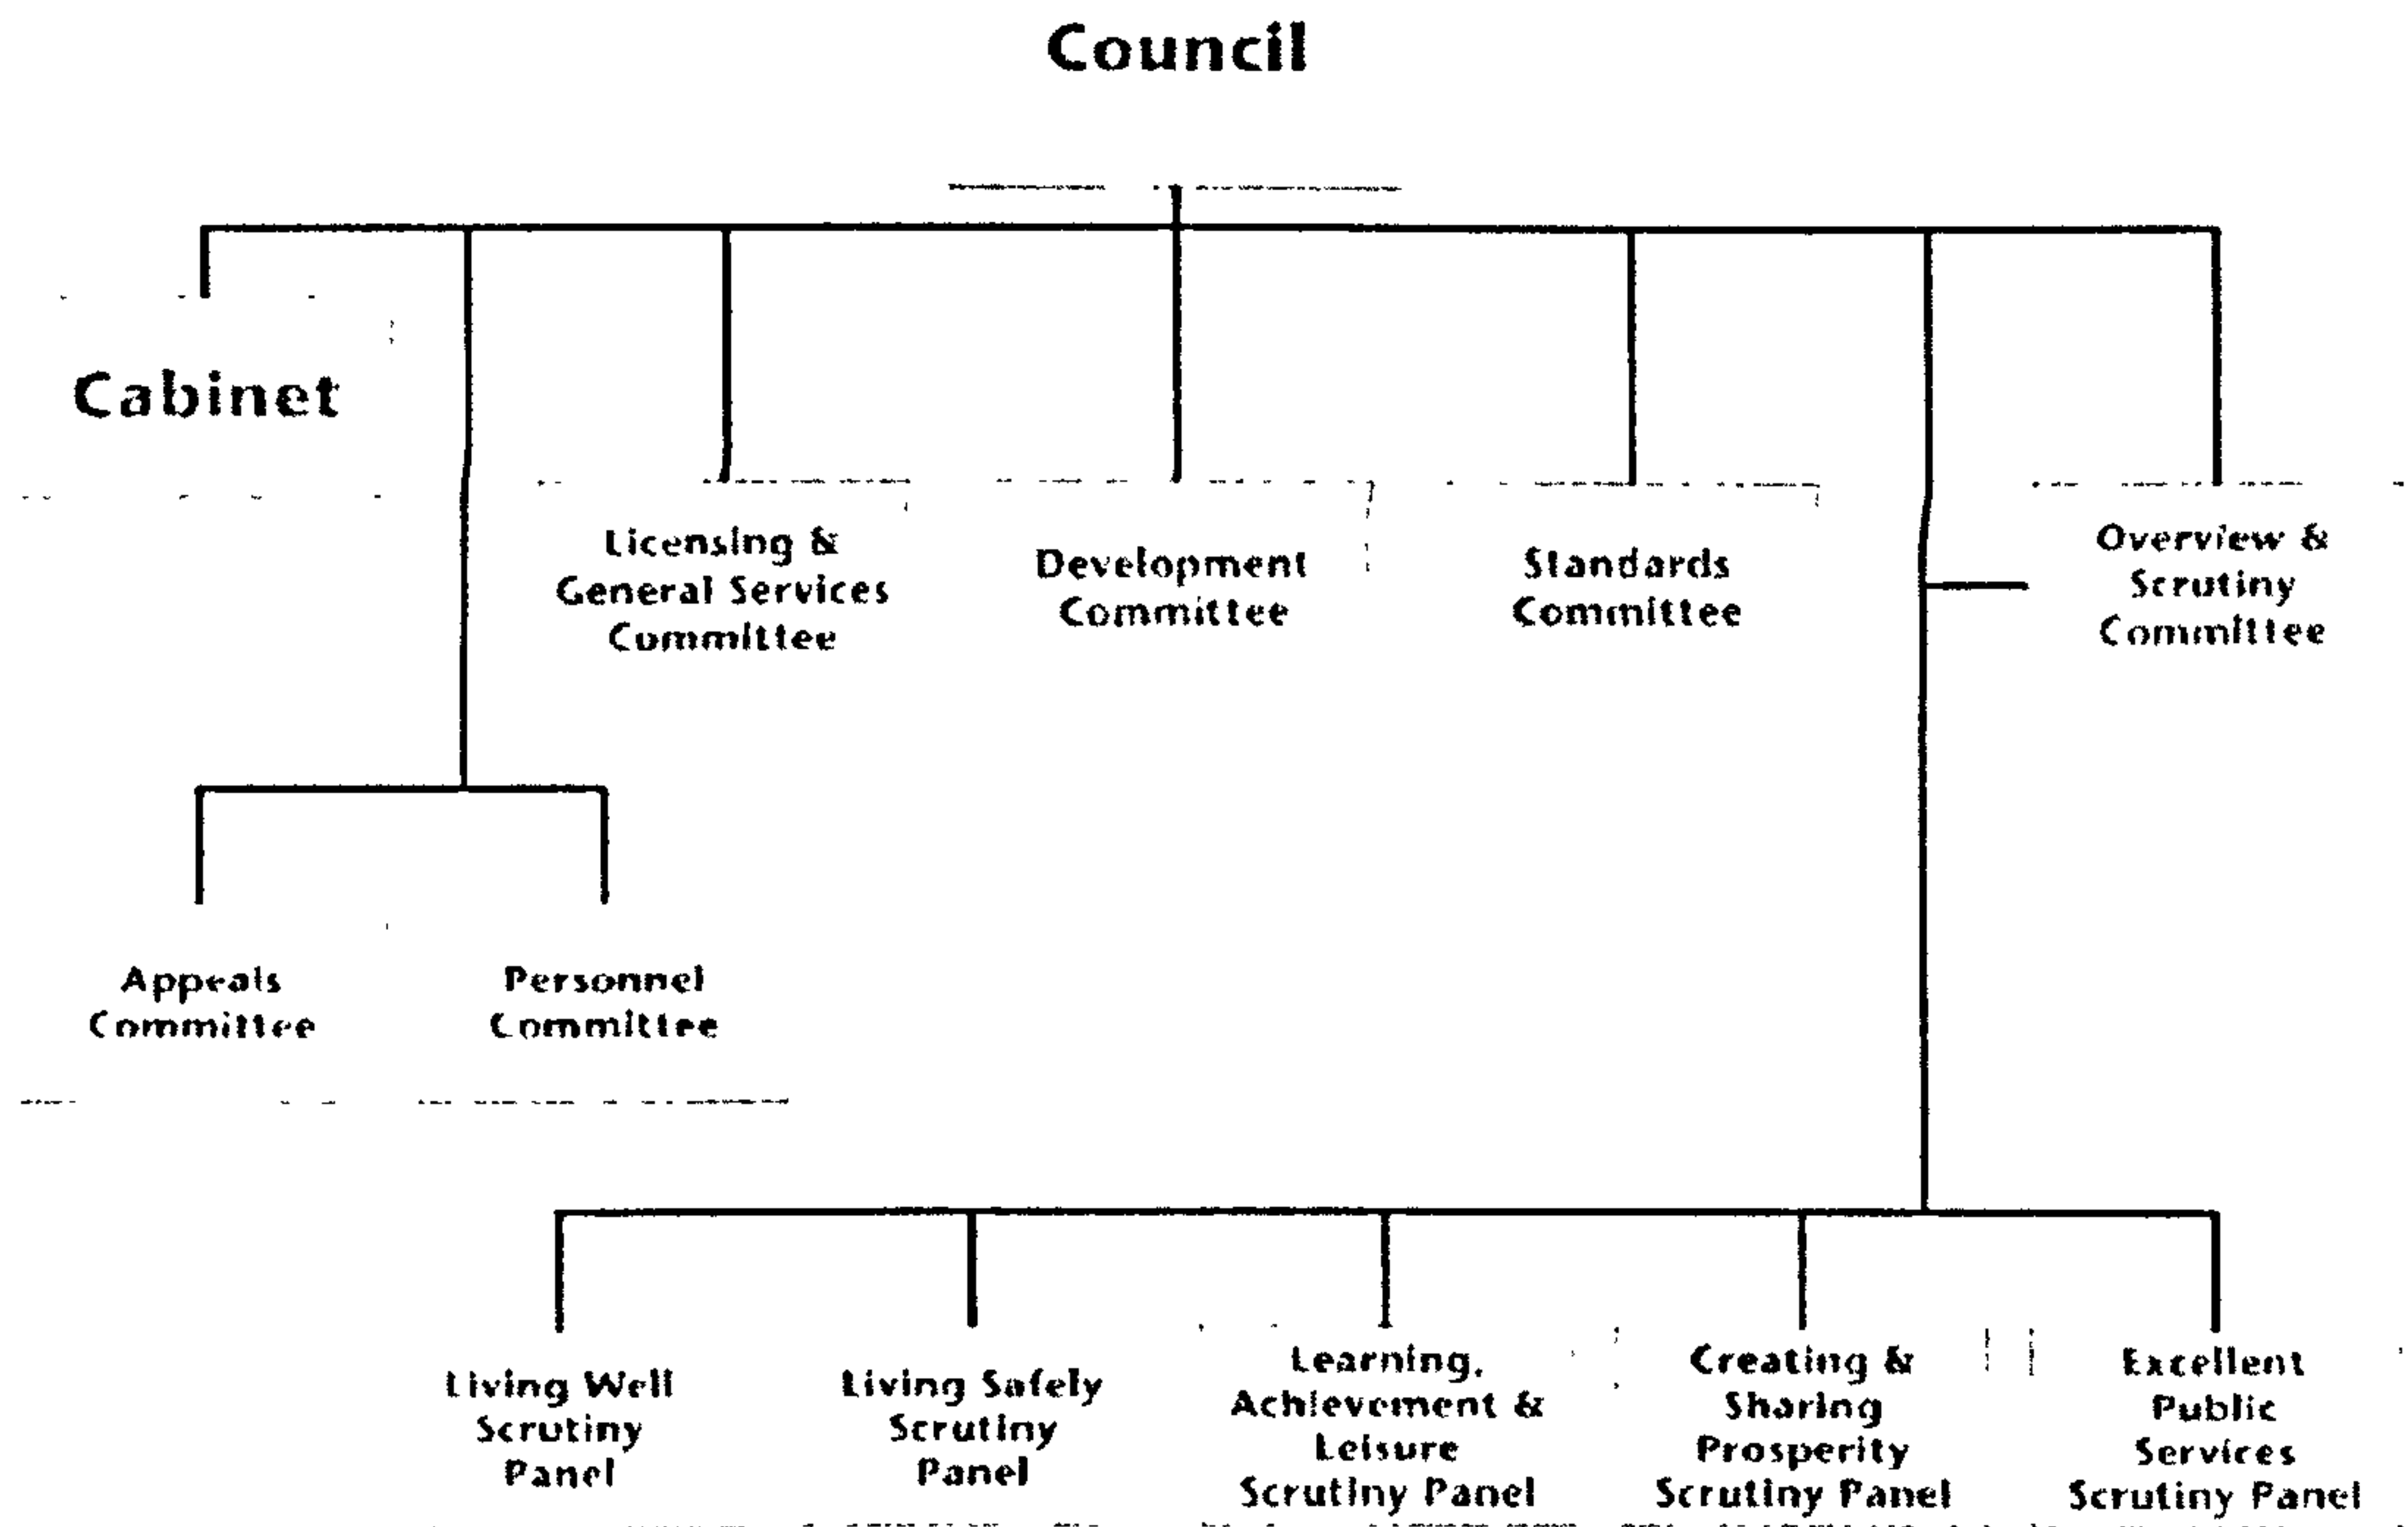 Council
Cabinet
Licensing &
General Services
Committee
Development
Committee
Standards
Committee
Overview &
Scrutiny
Committee
Appeals
Committee
Personnel
Committee
Living Well
Scrutiny
Panel
Living Safely
Scrutiny
Panel
Learning,
Achievement &
Leisure
Scrutiny Panel
Creating &
Sharing
Prosperity
Scrutiny Panel
Excellent
Public
Services
Scrutiny Panel